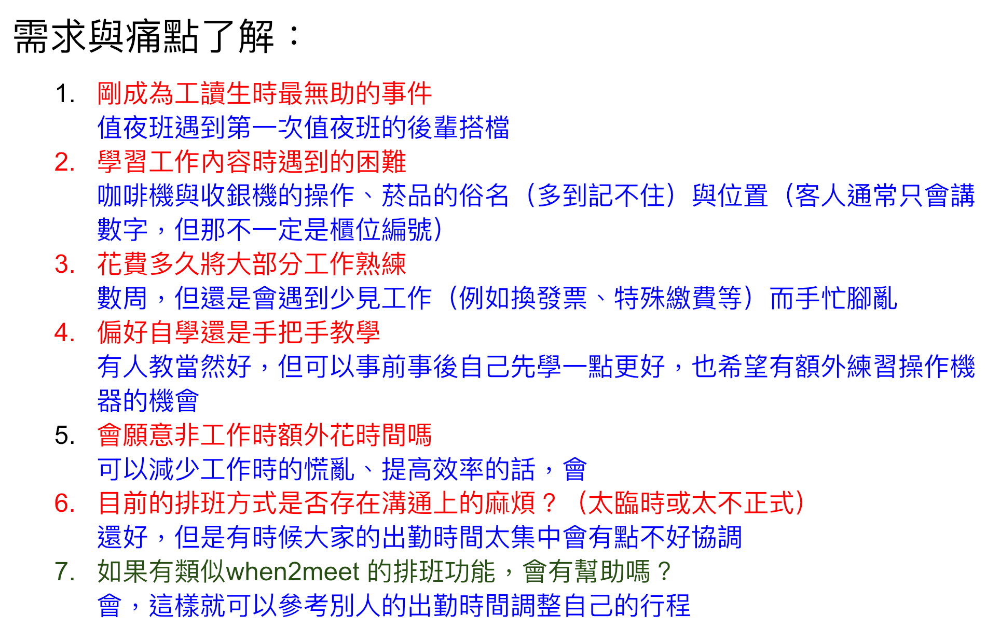 需求與痛點了解：
1. 剛成為工讀生時最無助的事件
值夜班遇到第一次值夜班的後輩搭檔
2. 學習工作內容時遇到的困難
咖啡機與收銀機的操作、菸品的俗名（多到記不住）與位置（客人通常只會講
數字，但那不一定是櫃位編號）
3. 花費多久將大部分工作熟練
數周，但還是會遇到少見工作（例如換發票、特殊繳費等）而手忙腳亂
4. 偏好自學還是手把手教學
有人教當然好，但可以事前事後自己先學一點更好，也希望有額外練習操作機
器的機會
5. 會願意非工作時額外花時間嗎
可以減少工作時的慌亂、提高效率的話，會
6. 目前的排班方式是否存在溝通上的麻煩？（太臨時或太不正式）
還好，但是有時候大家的出勤時間太集中會有點不好協調
7. 如果有類似when2meet 的排班功能，會有幫助嗎？
會，這樣就可以參考別人的出勤時間調整自己的行程